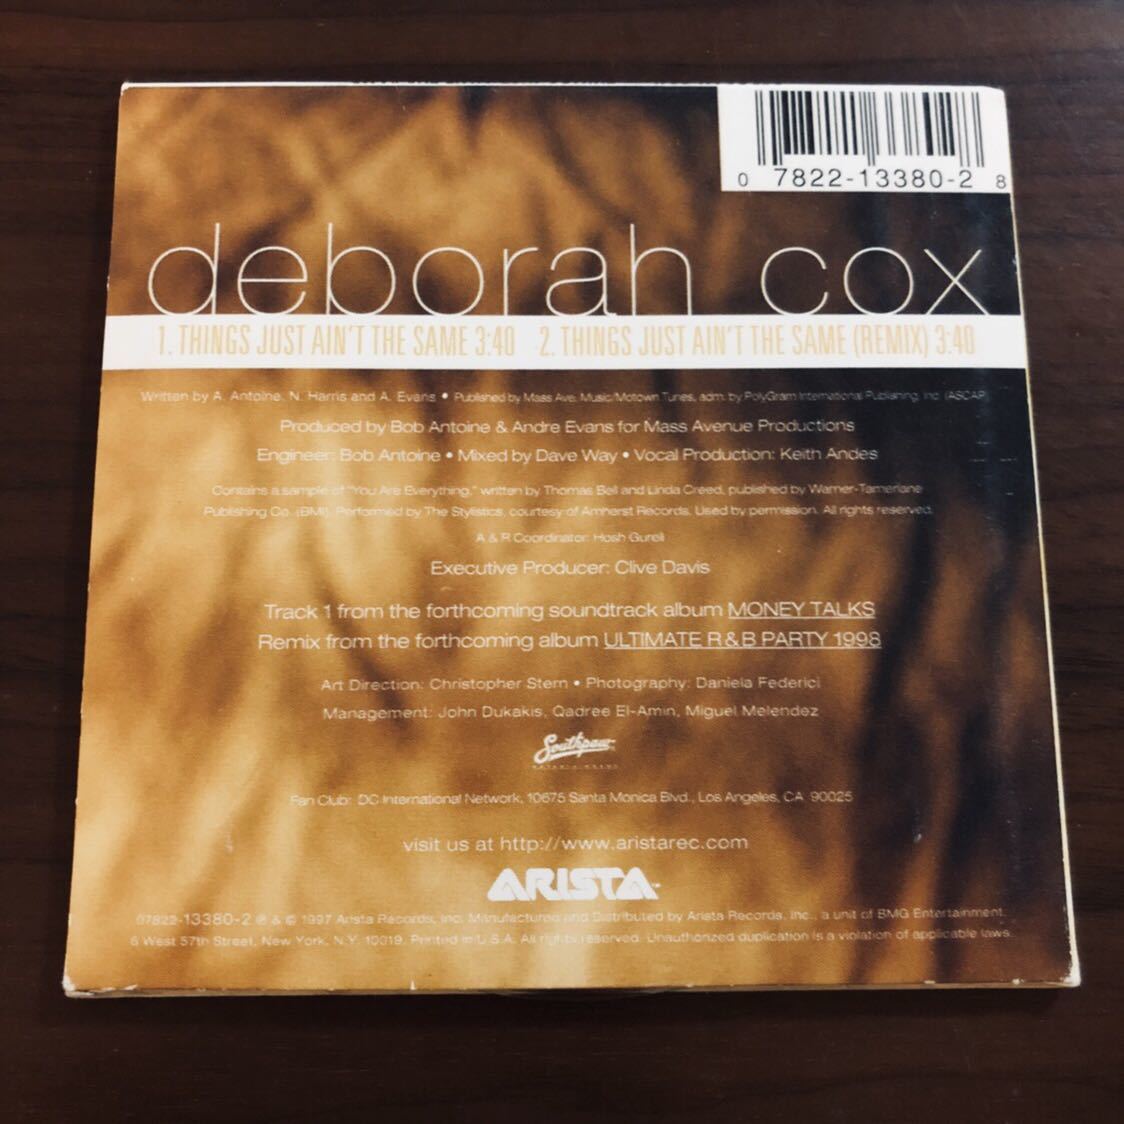 0 7822-13380-2 8
deborah cox
1. THINGS JUST AIN'T THE SAME 3:40 2. THINGS JUST AIN'T THE SAME (REMIX) 3:40
Written by A. Antoine, N. Harris and A. Evans • Published by Mass Ave. Music/Motown Tunes, adm. by PolyGram International Publishing, Inc. (ASCAP)
Produced by Bob Antoine & Andre Evans for Mass Avenue Productions
Engineer: Bob Antoine • Mixed by Dave Way • Vocal Production: Keith Andes
Contains a sample of "You Are Everything," written by Thomas Bell and Linda Creed, published by Warner-Tamerlane
Publishing Co. (BMI). Performed by The Stylistics, courtesy of Amherst Records. Used by permission. All rights reserved.
A & R Coordinator: Hosh Gureli
Executive Producer: Clive Davis
Track 1 from the forthcoming soundtrack album MONEY TALKS
Remix from the forthcoming album ULTIMATE R&B PARTY 1998
Art Direction: Christopher Stern • Photography: Daniela Federici
Management: John Dukakis, Qadree El-Amin, Miguel Melendez
Southpaw
ENTERTAINMENT
Fan Club: DC International Network, 10675 Santa Monica Blvd., Los Angeles, CA 90025
visit us at http://www.aristarec.com
ARISTA
07822-13380-2 ℗ & © 1997 Arista Records, Inc. Manufactured and Distributed by Arista Records, Inc., a unit of BMG Entertainment.
6 West 57th Street, New York, N.Y. 10019. Printed in U.S.A. All rights reserved. Unauthorized duplication is a violation of applicable laws.